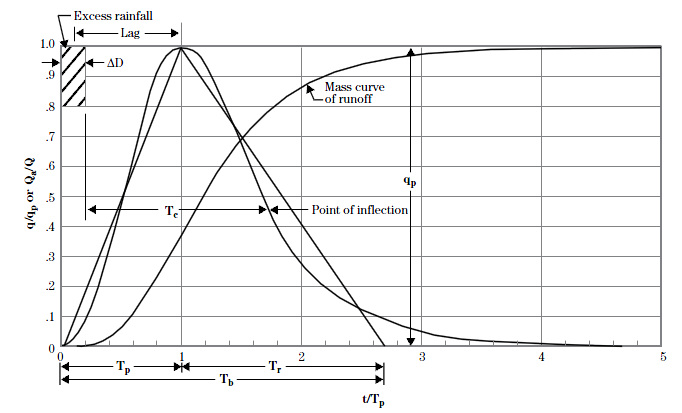 Excess rainfall
Lag
1.0
ΔD
.9
Mass curve
of runoff
.8
.7
.6
qp
.5
Tc
Point of inflection
.4
.3
.2
.1
0
q/qp or Qa/Q
0 1 2 3 4 5
Tp
Tr
Tb
t/Tp